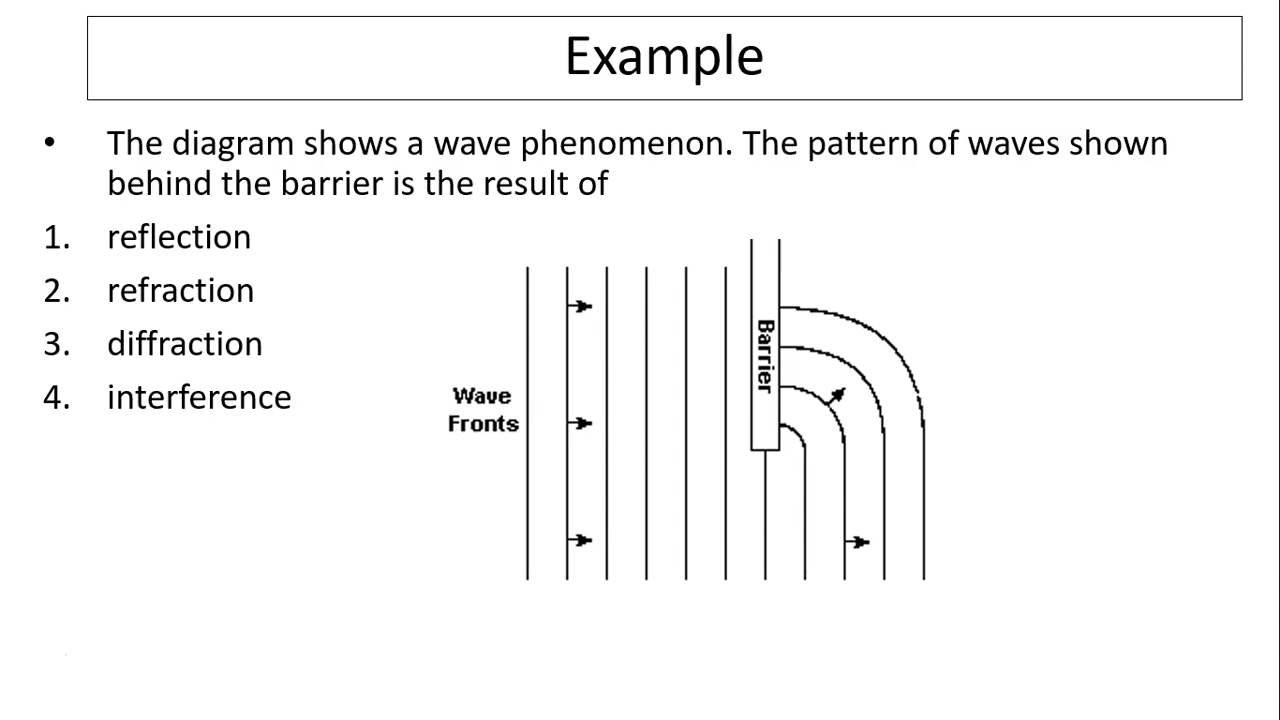 Example
• The diagram shows a wave phenomenon. The pattern of waves shown
behind the barrier is the result of
1. reflection
2. refraction
3. diffraction
4. interference
Wave
Fronts
Barrier